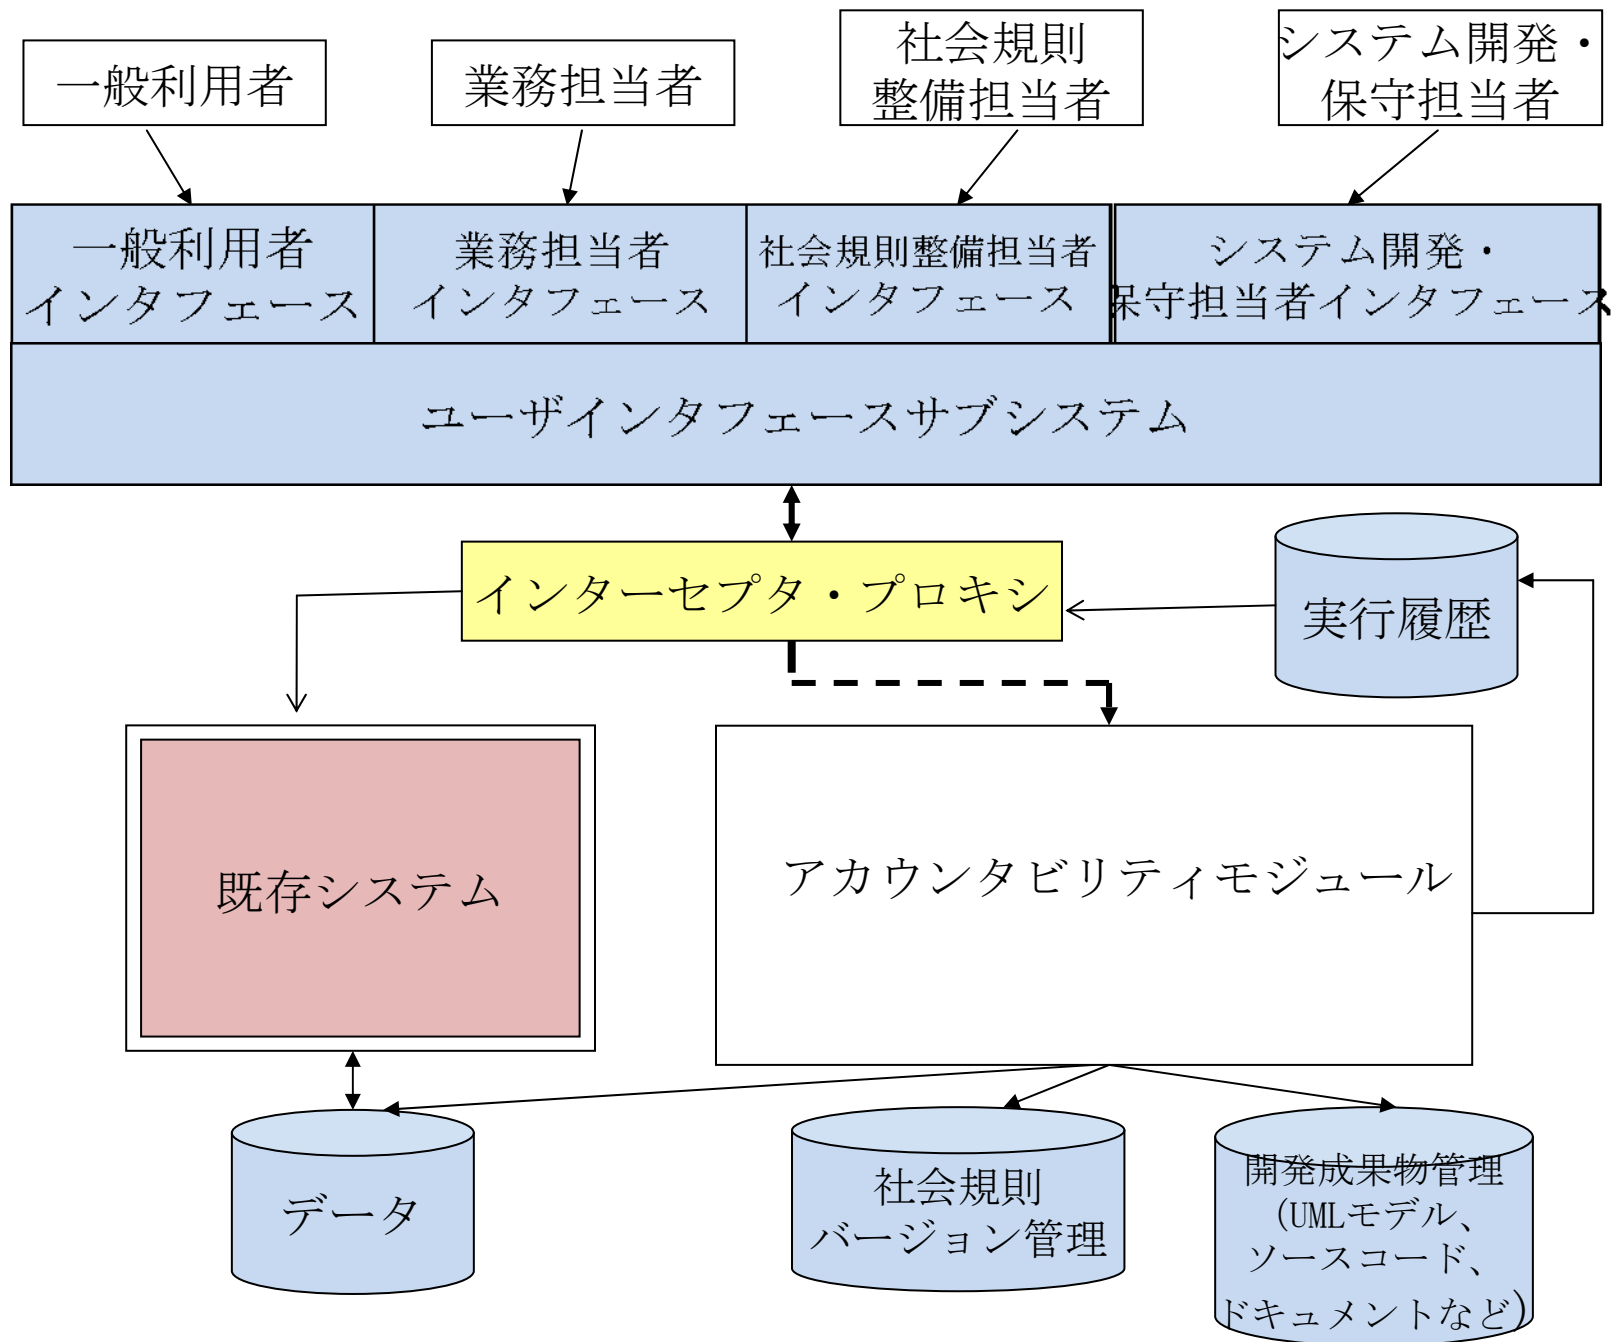 一般利用者
業務担当者
社会規則
整備担当者
システム開発・
保守担当者
一般利用者
インタフェース
業務担当者
インタフェース
社会規則整備担当者
インタフェース
システム開発・
保守担当者インタフェース
ユーザインタフェースサブシステム
インターセプタ・プロキシ
実行履歴
既存システム
アカウンタビリティモジュール
データ
社会規則
バージョン管理
開発成果物管理
(UMLモデル、
ソースコード、
ドキュメントなど)